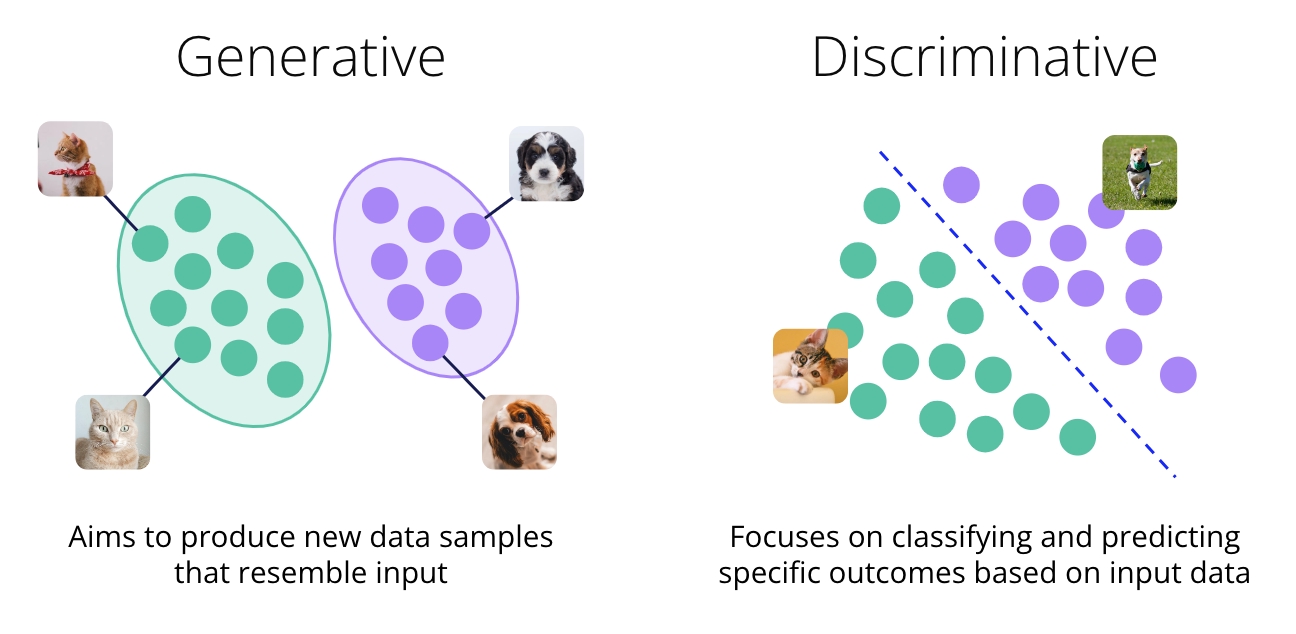 Generative
Aims to produce new data samples
that resemble input
Discriminative
Focuses on classifying and predicting
specific outcomes based on input data